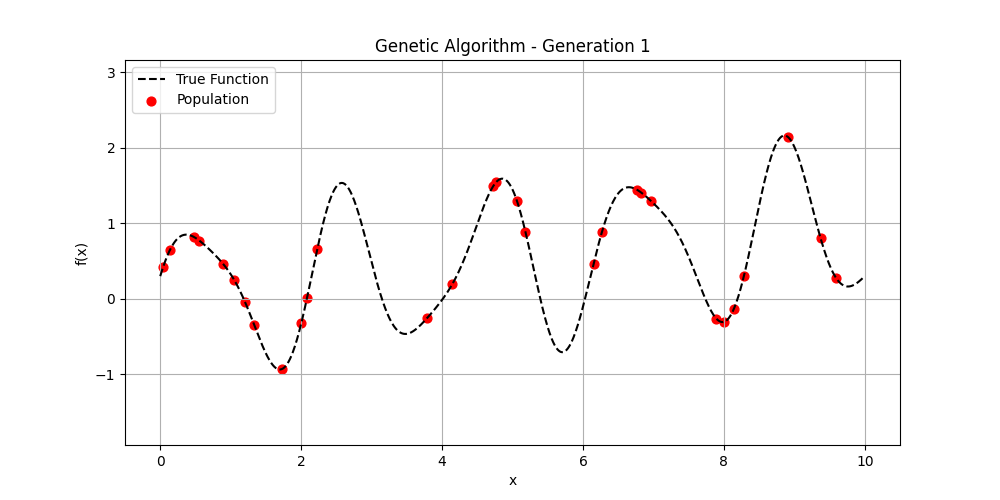 Genetic Algorithm - Generation 1
True Function
Population
f(x)
3
2
1
0
−1
0 2 4 6 8 10
x